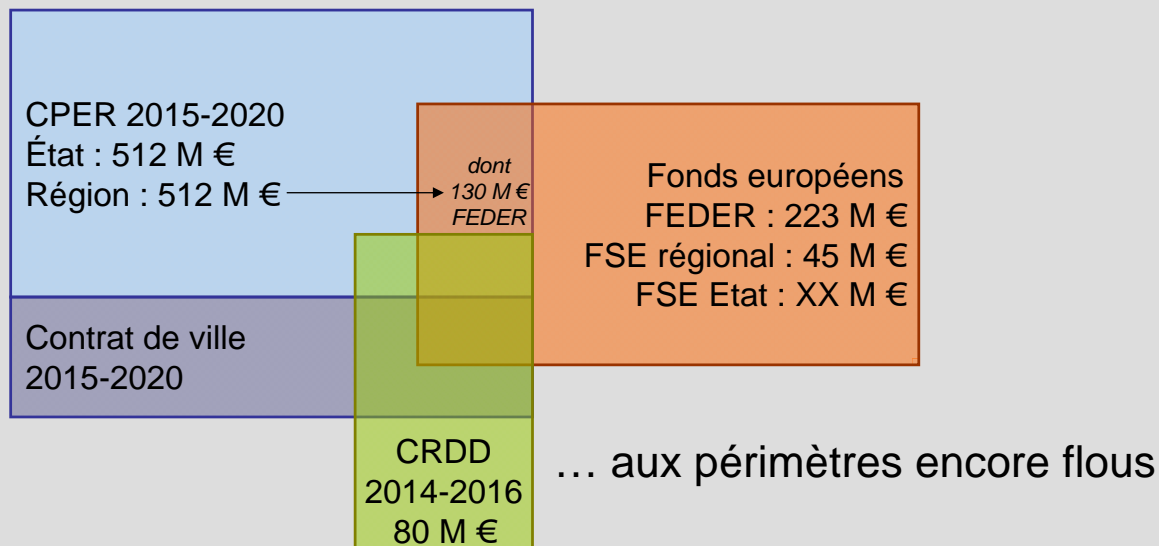 CPER 2015-2020
État : 512 M €
Région : 512 M €
dont
130 M €
FEDER
Fonds européens
FEDER : 223 M €
FSE régional : 45 M €
FSE Etat : XX M €
Contrat de ville
2015-2020
CRDD
2014-2016
80 M €
… aux périmètres encore flous